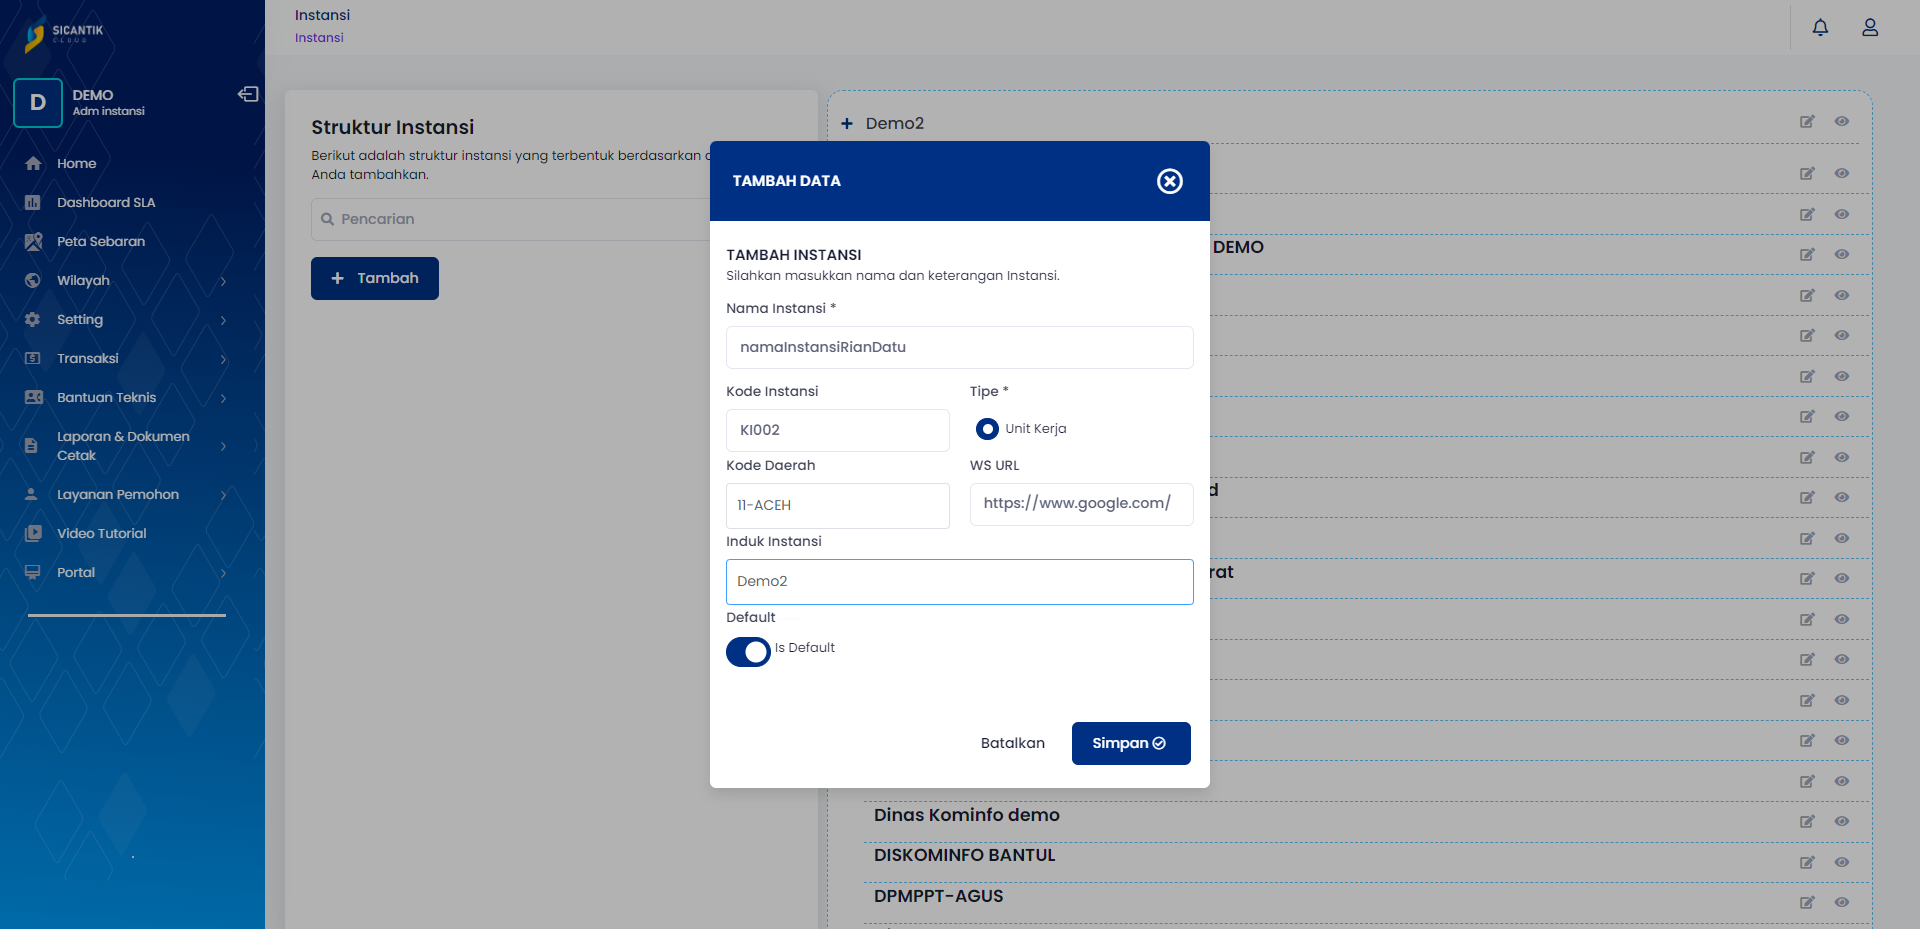 SICANTIK
CLOUD
D
DEMO
Adm instansi
Home
Dashboard SLA
Peta Sebaran
Wilayah
Setting
Transaksi
Bantuan Teknis
Laporan & Dokumen
Cetak
Layanan Pemohon
Video Tutorial
Portal
Instansi
Instansi
Struktur Instansi
Berikut adalah struktur instansi yang terbentuk berdasarkan
Anda tambahkan.
Pencarian
+ Tambah
+ Demo2
DEMO
d
rat
Dinas Kominfo demo
DISKOMINFO BANTUL
DPMPPT-AGUS
TAMBAH DATA
TAMBAH INSTANSI
Silahkan masukkan nama dan keterangan Instansi.
Nama Instansi *
namaInstansiRianDatu
Kode Instansi
KI002
Tipe *
Unit Kerja
Kode Daerah
11-ACEH
WS URL
https://www.google.com/
Induk Instansi
Demo2
Default
Is Default
Batalkan
Simpan